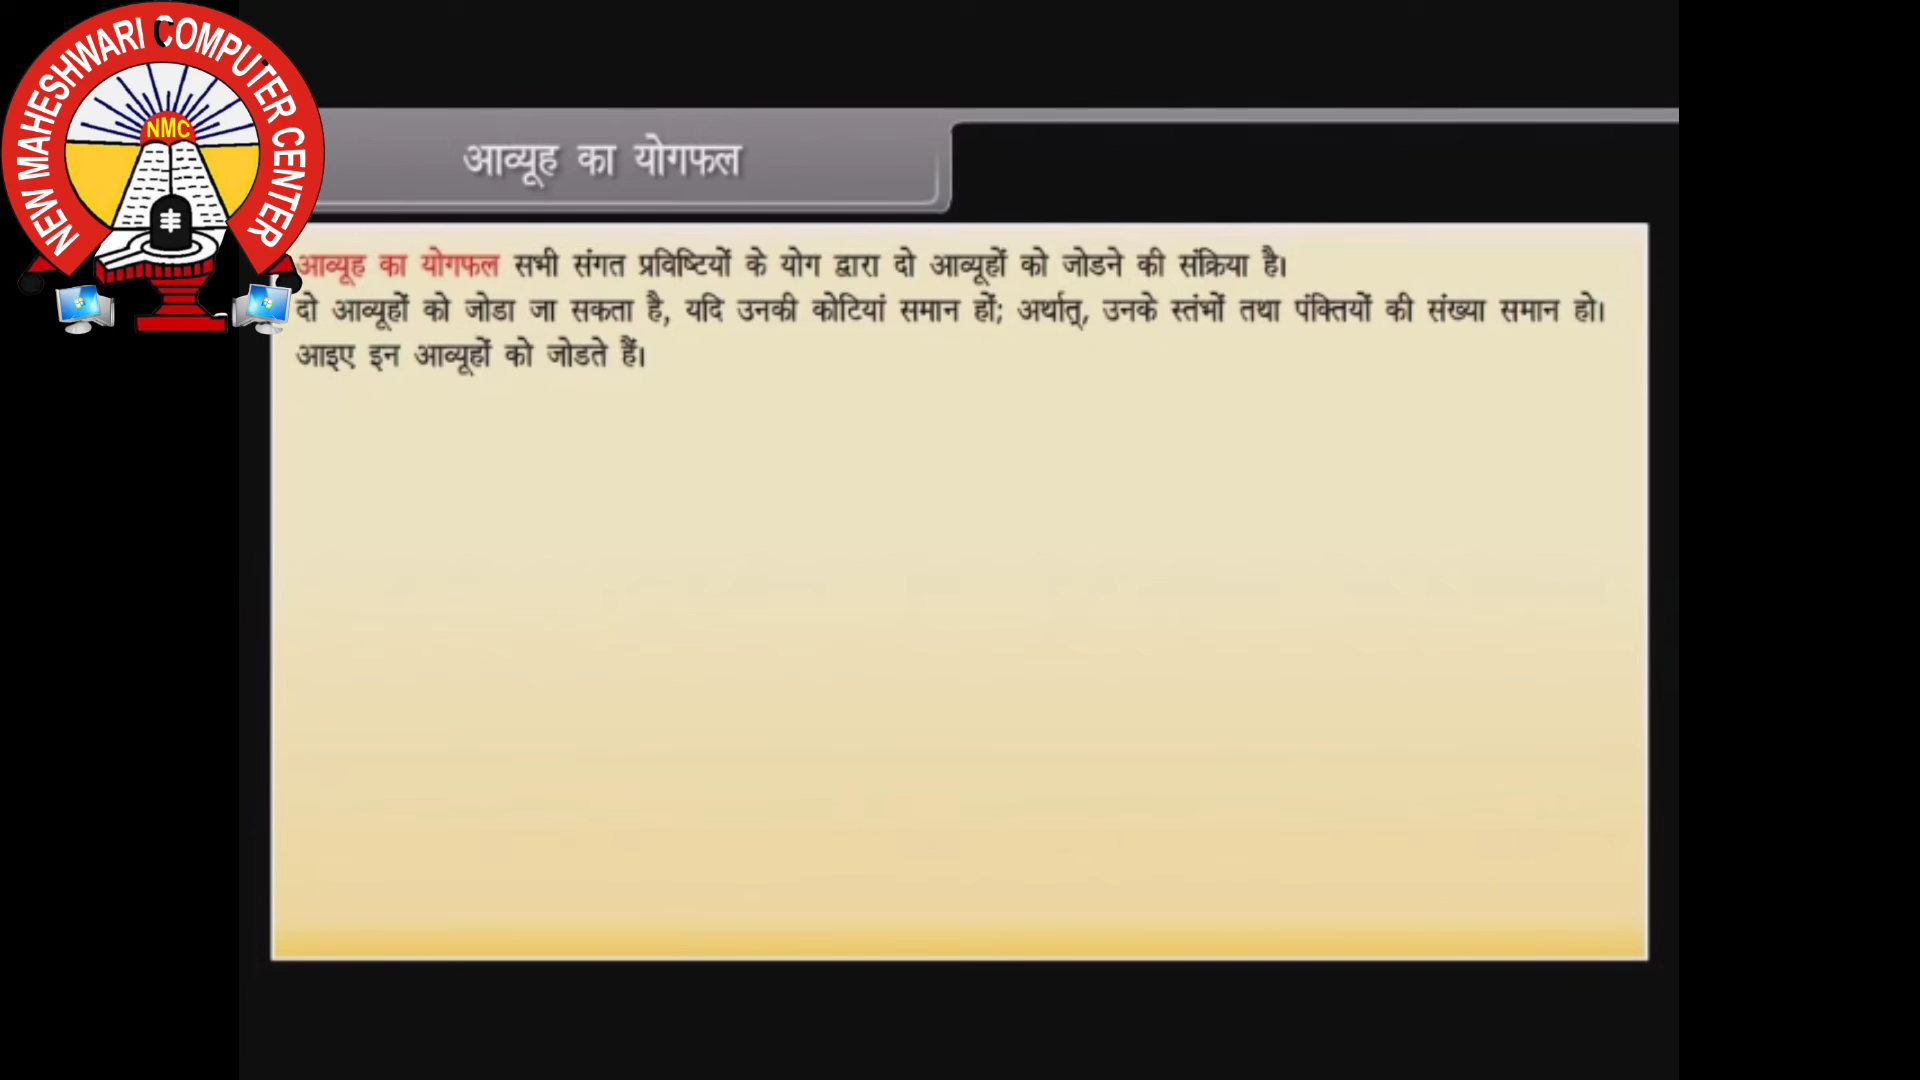 NEW MAHESHWARI COMPUTER CENTER
NMC
आव्यूह का योगफल
आव्यूह का योगफल सभी संगत प्रविष्टियों के योग द्वारा दो आव्यूहों को जोडने की संक्रिया है।
दो आव्यूहों को जोडा जा सकता है, यदि उनकी कोटियां समान हों; अर्थात्, उनके स्तंभों तथा पंक्तियों की संख्या समान हो।
आइए इन आव्यूहों को जोडते हैं।